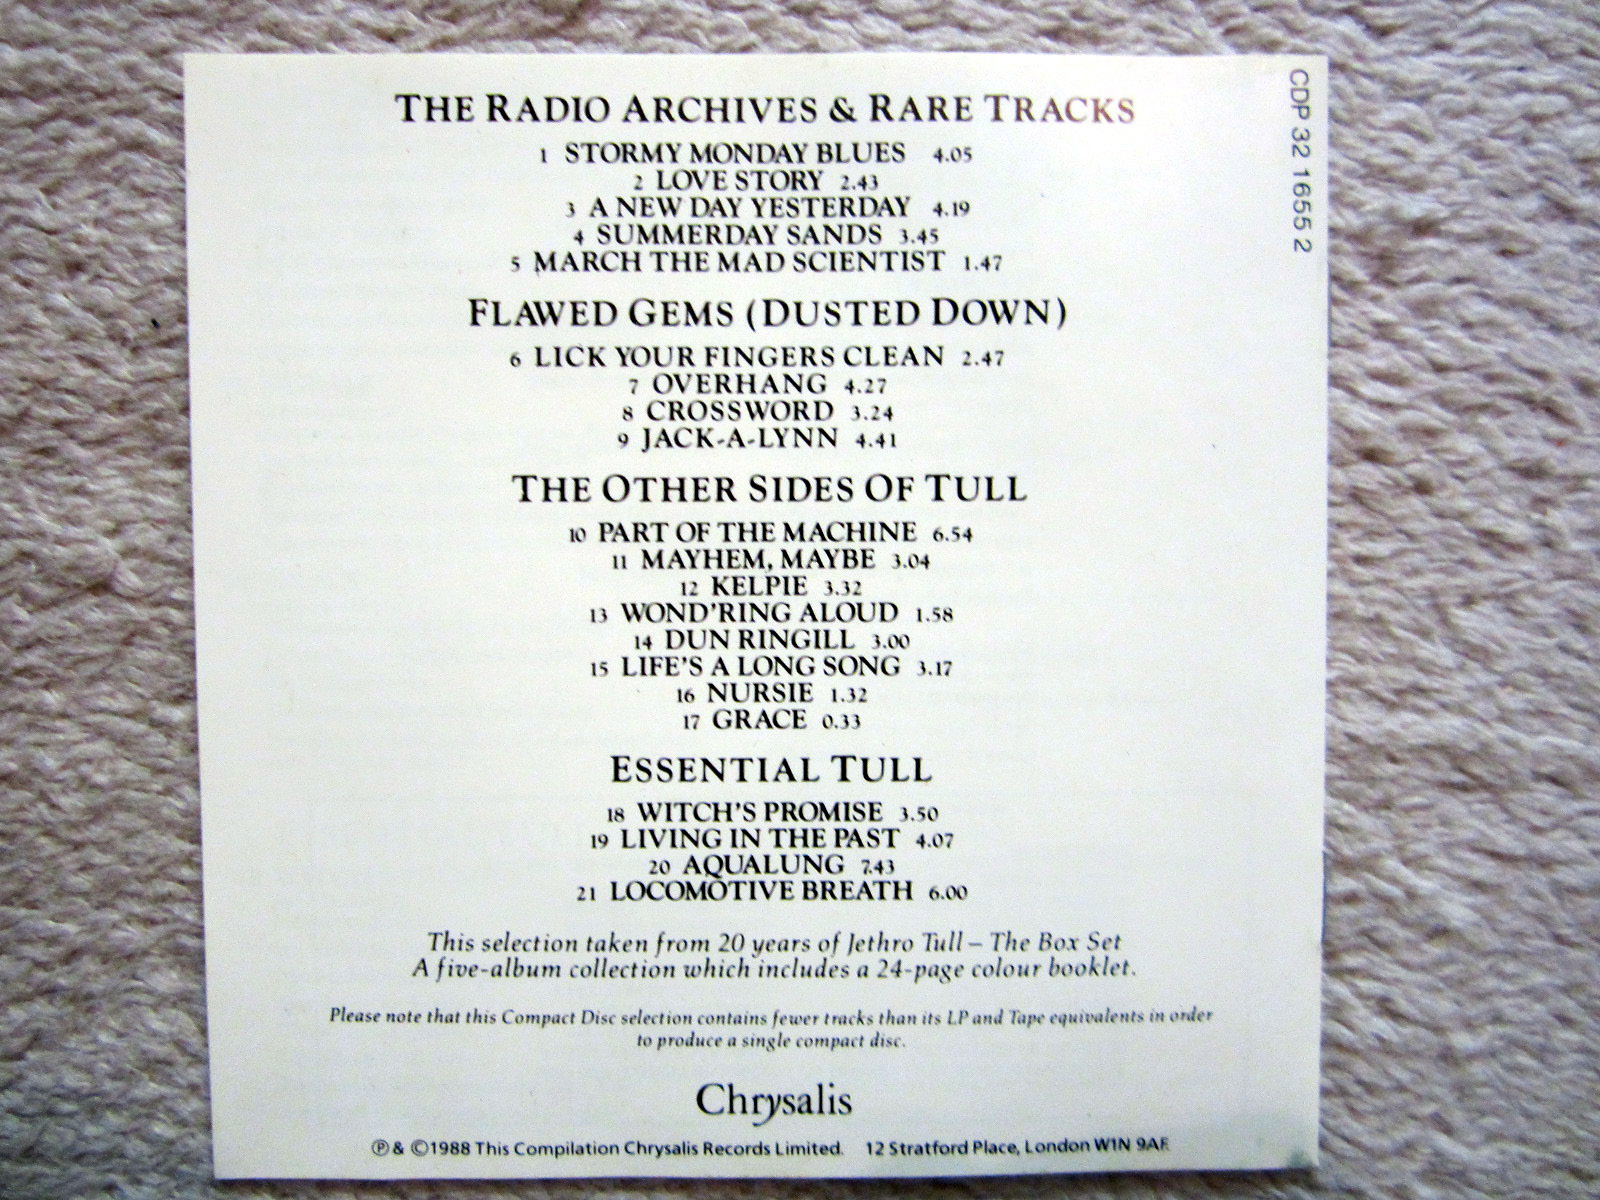 THE RADIO ARCHIVES & RARE TRACKS
1 STORMY MONDAY BLUES 4.05
2 LOVE STORY 2.43
3 A NEW DAY YESTERDAY 4.19
4 SUMMERDAY SANDS 3.45
5 MARCH THE MAD SCIENTIST 1.47
FLAWED GEMS (DUSTED DOWN)
6 LICK YOUR FINGERS CLEAN 2.47
7 OVERHANG 4.27
8 CROSSWORD 3.24
9 JACK-A-LYNN 4.41
THE OTHER SIDES OF TULL
10 PART OF THE MACHINE 6.54
11 MAYHEM, MAYBE 3.04
12 KELPIE 3.32
13 WOND'RING ALOUD 1.58
14 DUN RINGILL 3.00
15 LIFE'S A LONG SONG 3.17
16 NURSIE 1.32
17 GRACE 0.33
ESSENTIAL TULL
18 WITCH'S PROMISE 3.50
19 LIVING IN THE PAST 4.07
20 AQUALUNG 7.43
21 LOCOMOTIVE BREATH 6.00
This selection taken from 20 years of Jethro Tull – The Box Set
A five-album collection which includes a 24-page colour booklet.
Please note that this Compact Disc selection contains fewer tracks than its LP and Tape equivalents in order
to produce a single compact disc.
Chrysalis
℗ & ©1988 This Compilation Chrysalis Records Limited. 12 Stratford Place, London W1N 9AF.
CDP 32 1655 2